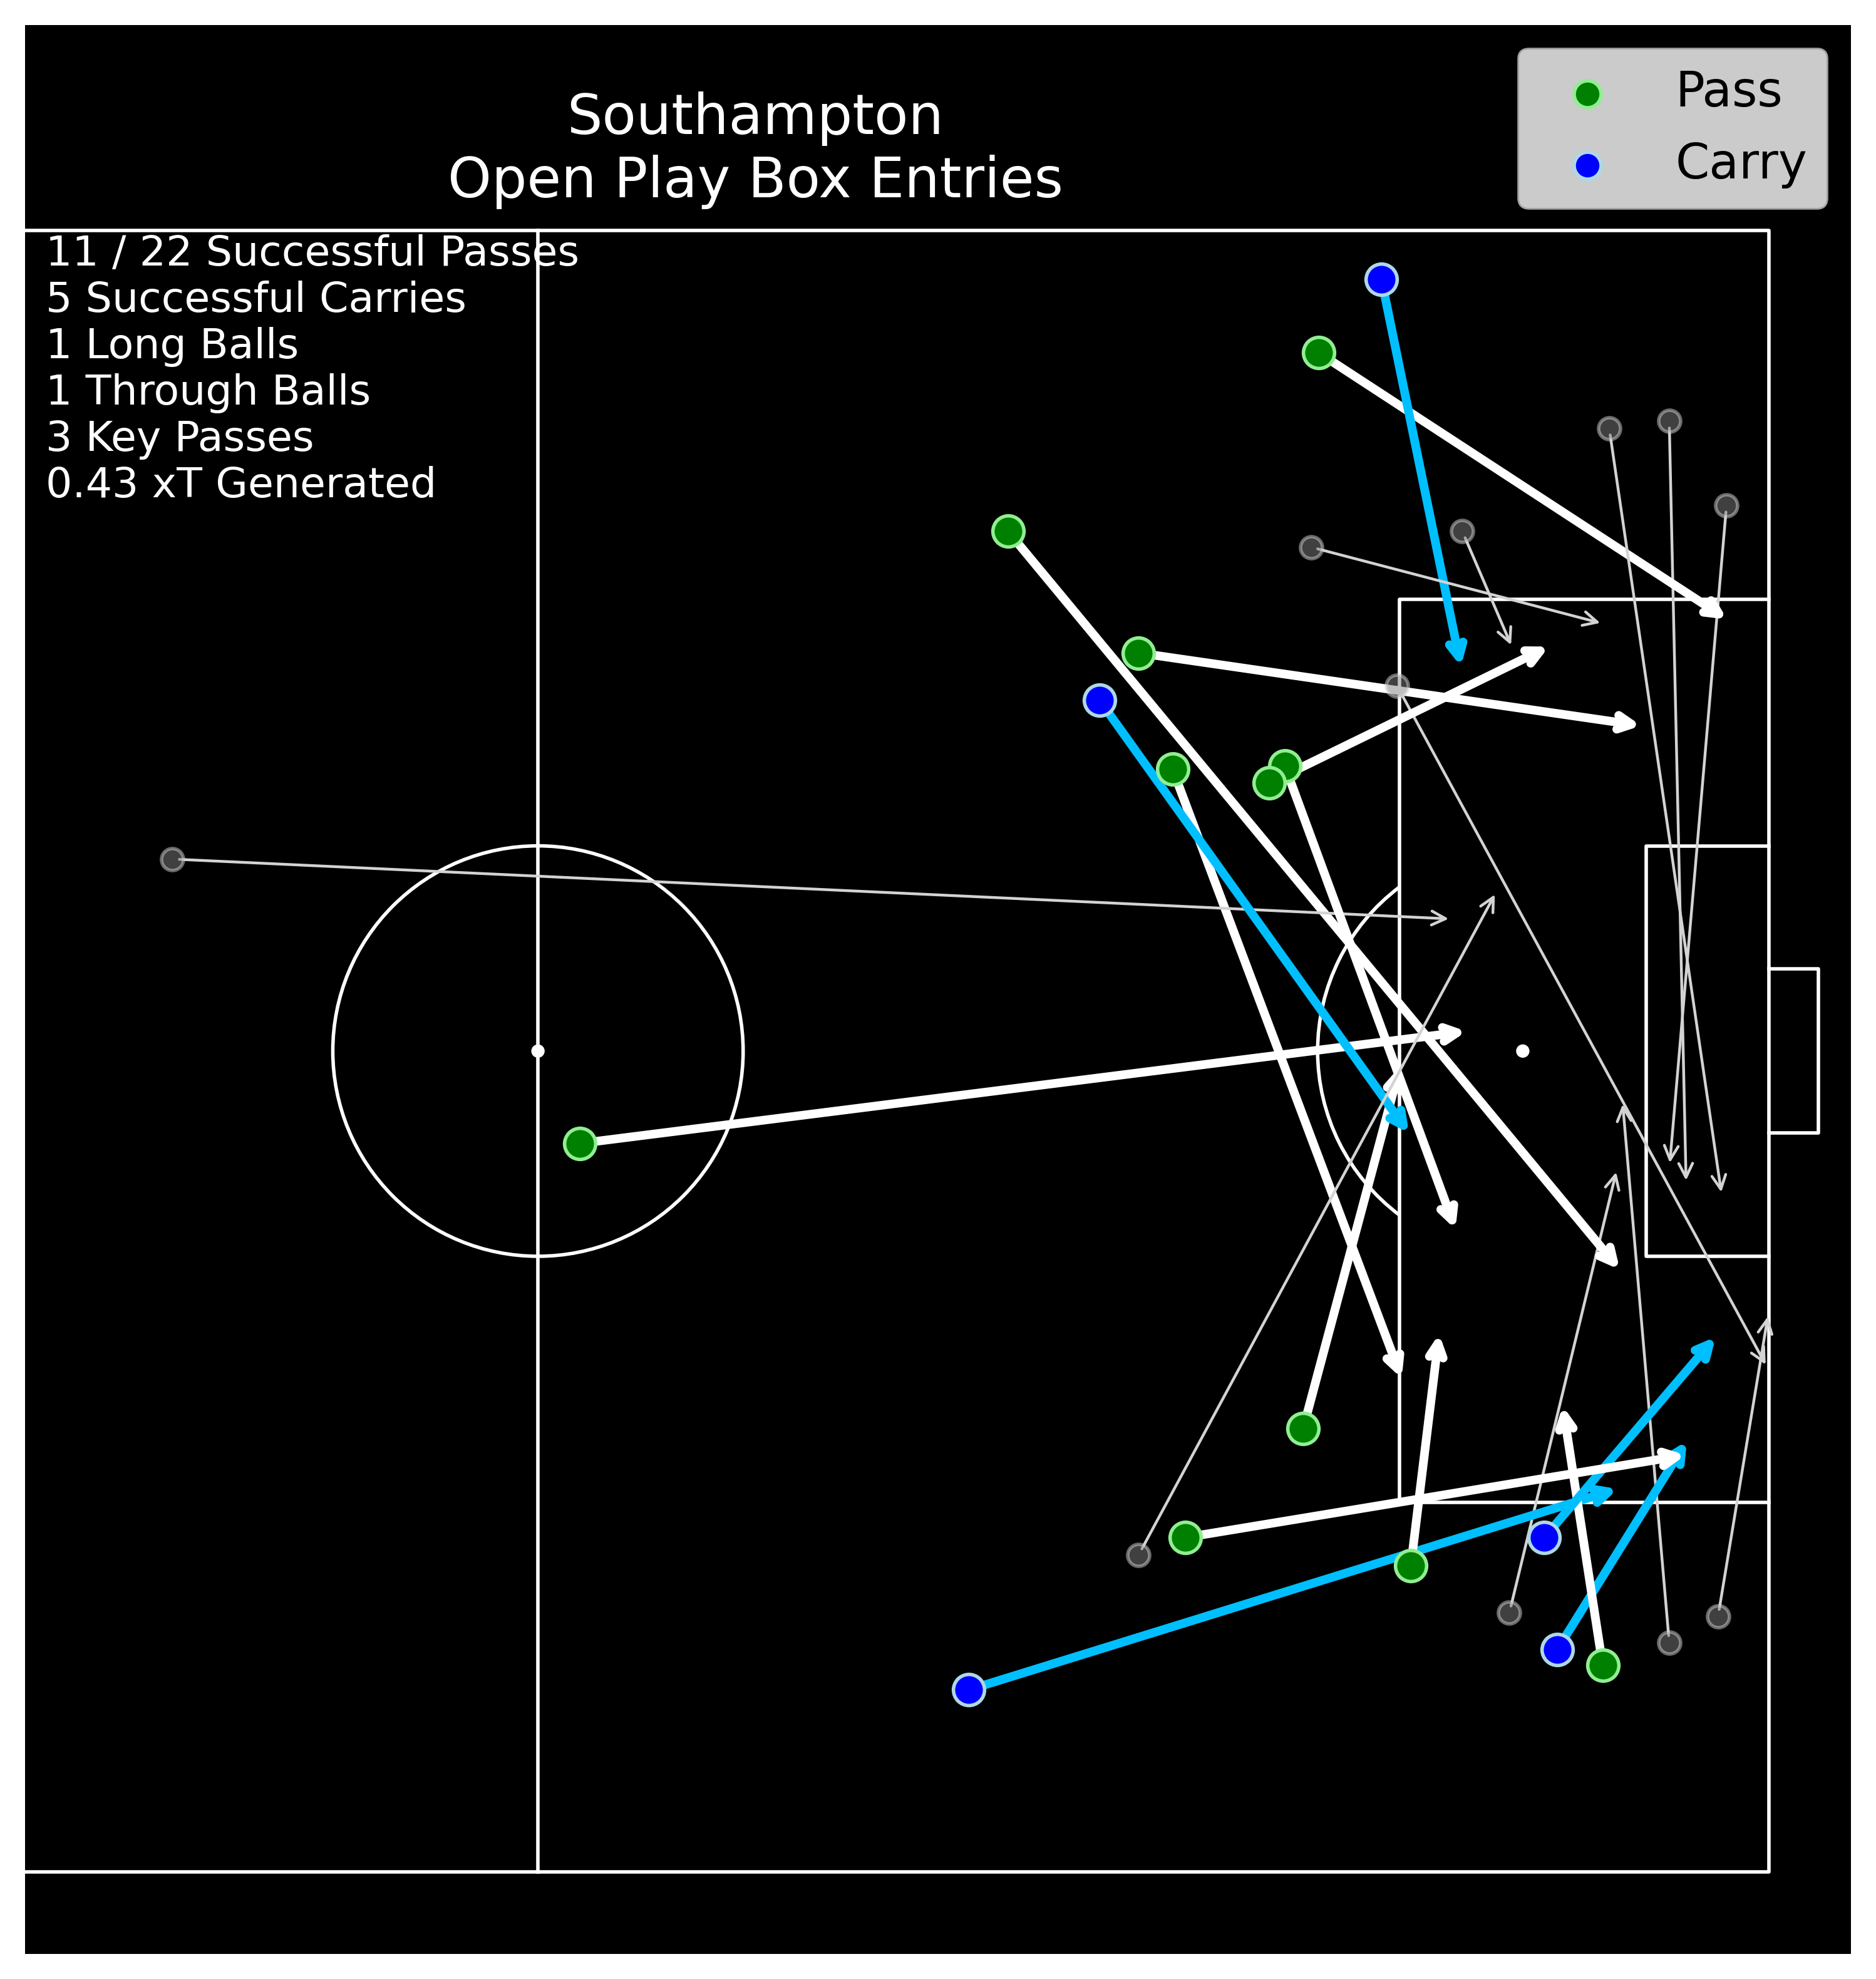 Southampton
Open Play Box Entries
Pass
Carry
11 / 22 Successful Passes
5 Successful Carries
1 Long Balls
1 Through Balls
3 Key Passes
0.43 xT Generated